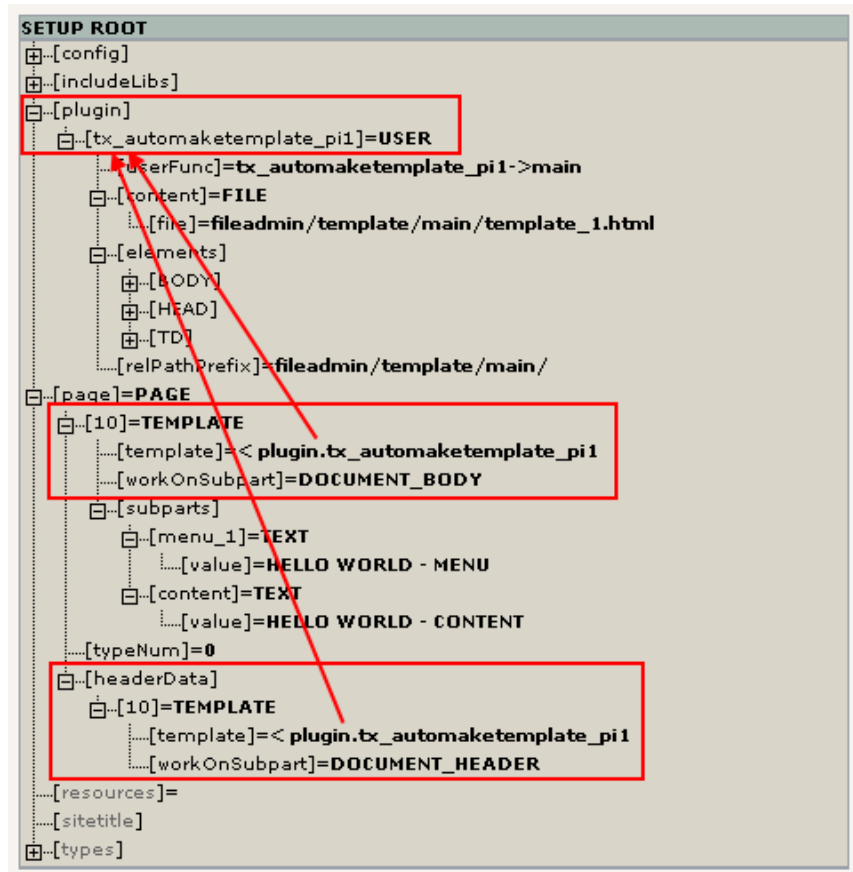 SETUP ROOT
[config]
[includeLibs]
[plugin]
[tx_automaketemplate_pi1]=USER
[userFunc]=tx_automaketemplate_pi1->main
[content]=FILE
[file]=fileadmin/template/main/template_1.html
[elements]
[BODY]
[HEAD]
[TD]
[relPathPrefix]=fileadmin/template/main/
[page]=PAGE
[10]=TEMPLATE
[template]=< plugin.tx_automaketemplate_pi1
[workOnSubpart]=DOCUMENT_BODY
[subparts]
[menu_1]=TEXT
[value]=HELLO WORLD - MENU
[content]=TEXT
[value]=HELLO WORLD - CONTENT
[typeNum]=0
[headerData]
[10]=TEMPLATE
[template]=< plugin.tx_automaketemplate_pi1
[workOnSubpart]=DOCUMENT_HEADER
[resources]=
[sitetitle]
[types]